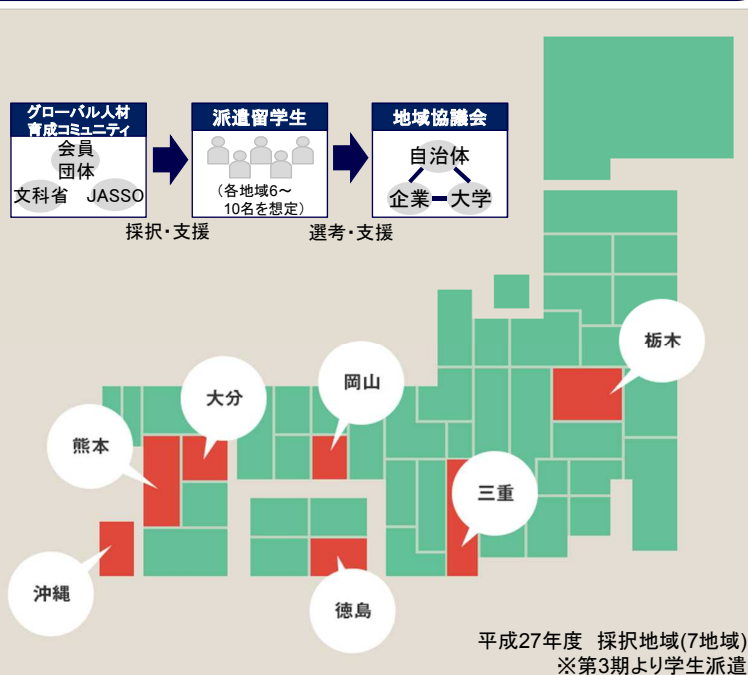 グローバル人材
育成コミュニティ
会員
団体
文科省 JASSO
採択・支援
派遣留学生
(各地域6～
10名を想定)
選考・支援
地域協議会
自治体
企業 大学
栃木
岡山
大分
熊本
三重
沖縄
徳島
平成27年度 採択地域(7地域)
※第3期より学生派遣